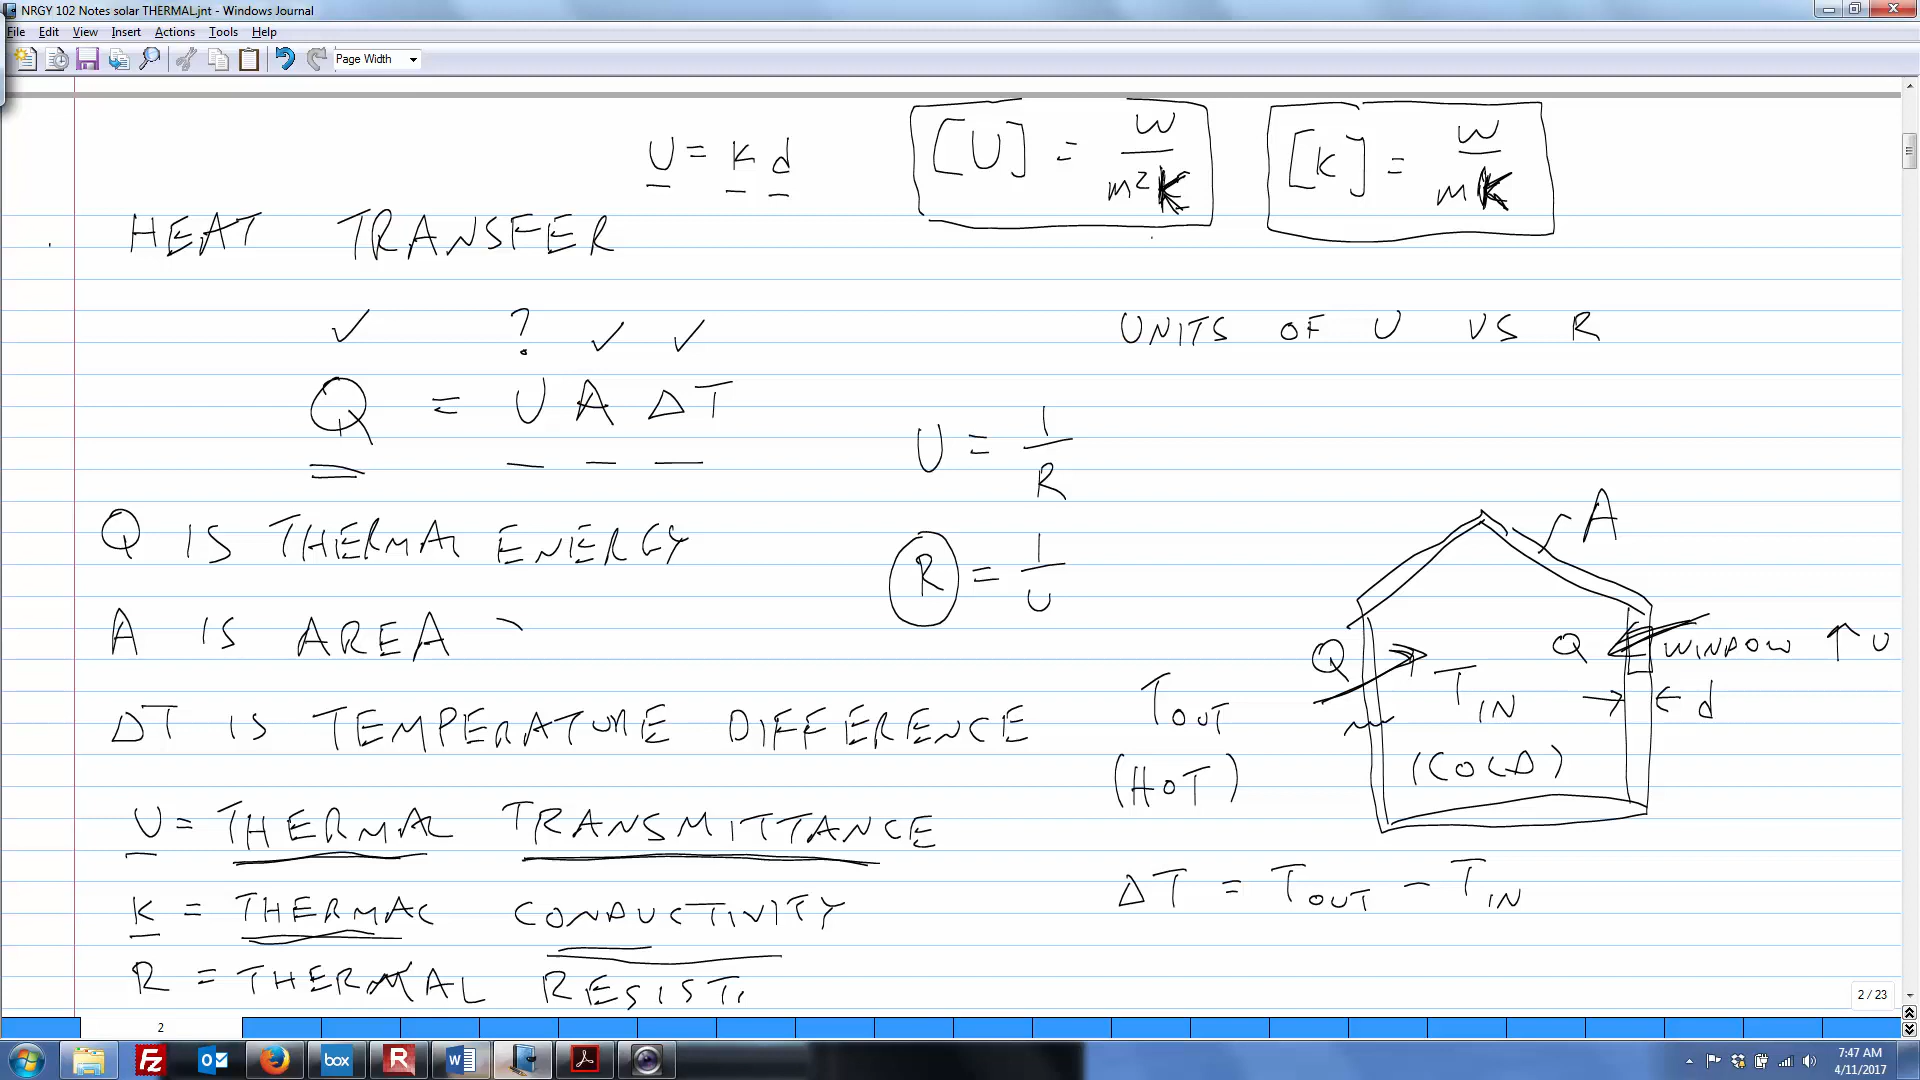 NRGY 102 Notes solar THERMAL.jnt - Windows Journal
File Edit View Insert Actions Tools Help
Page Width
U = K d
[U] = W / m² K
[K] = W / m K
HEAT TRANSFER
✓ ? ✓ ✓
UNITS OF U VS R
Q = U A ΔT
U = 1 / R
Q IS THERMAL ENERGY
R = 1 / U
A
A IS AREA
Q
Q WINDOW ↑ U
ΔT IS TEMPERATURE DIFFERENCE
T OUT
T IN
→ ← d
(HOT)
(COLD)
U = THERMAL TRANSMITTANCE
ΔT = T OUT - T IN
K = THERMAL CONDUCTIVITY
R = THERMAL RESISTI
2 / 23
2
7:47 AM
4/11/2017
FZ
O
box
R
W